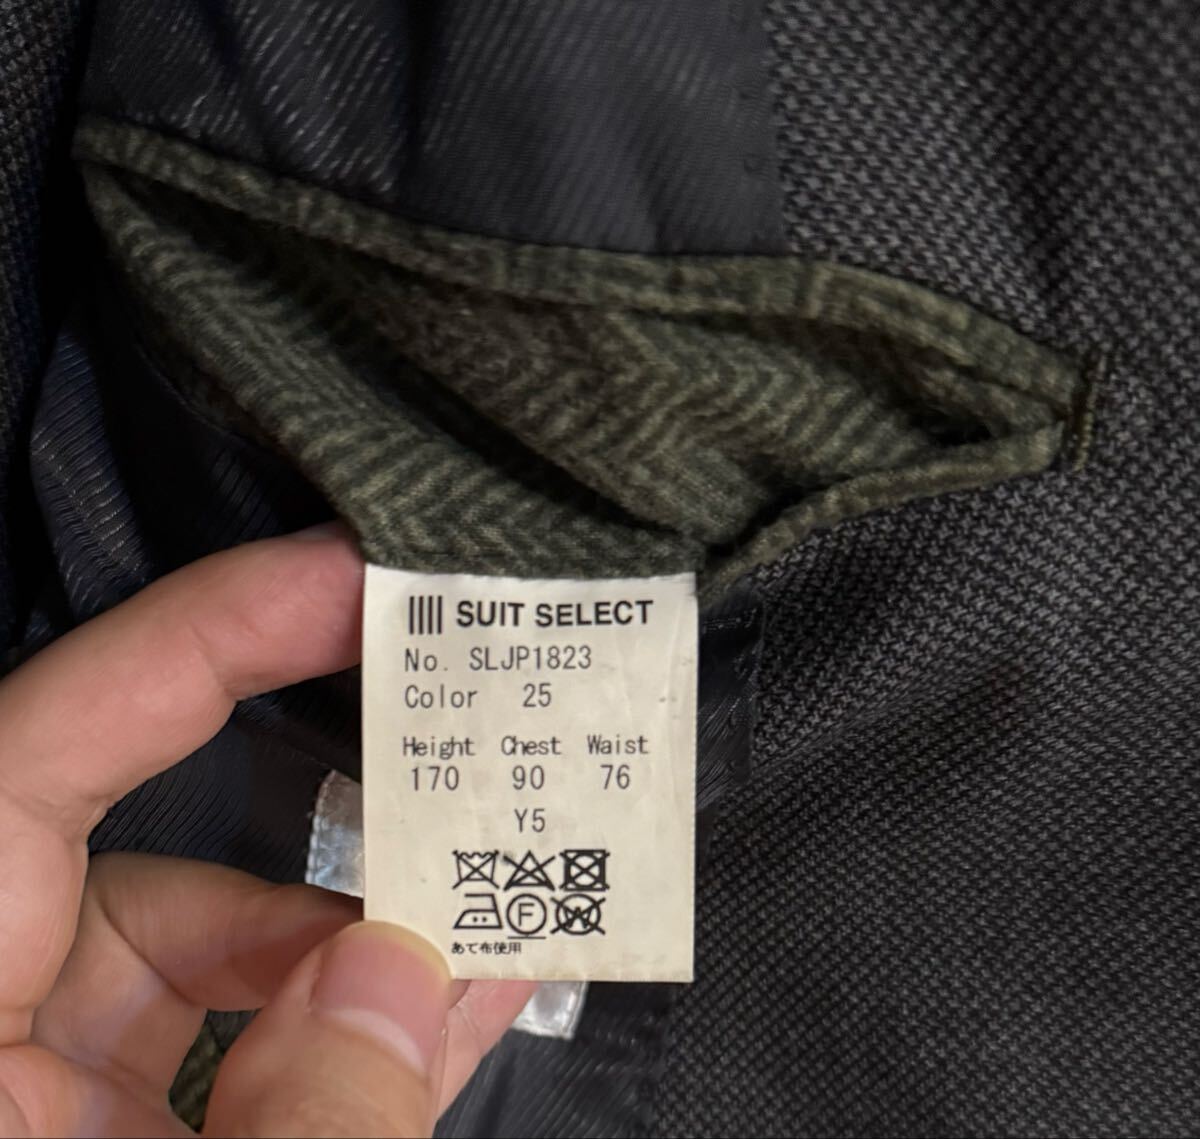 SUIT SELECT
No. SLJP1823
Color 25
Height Chest Waist
170 90 76
Y5
F W
あて布使用